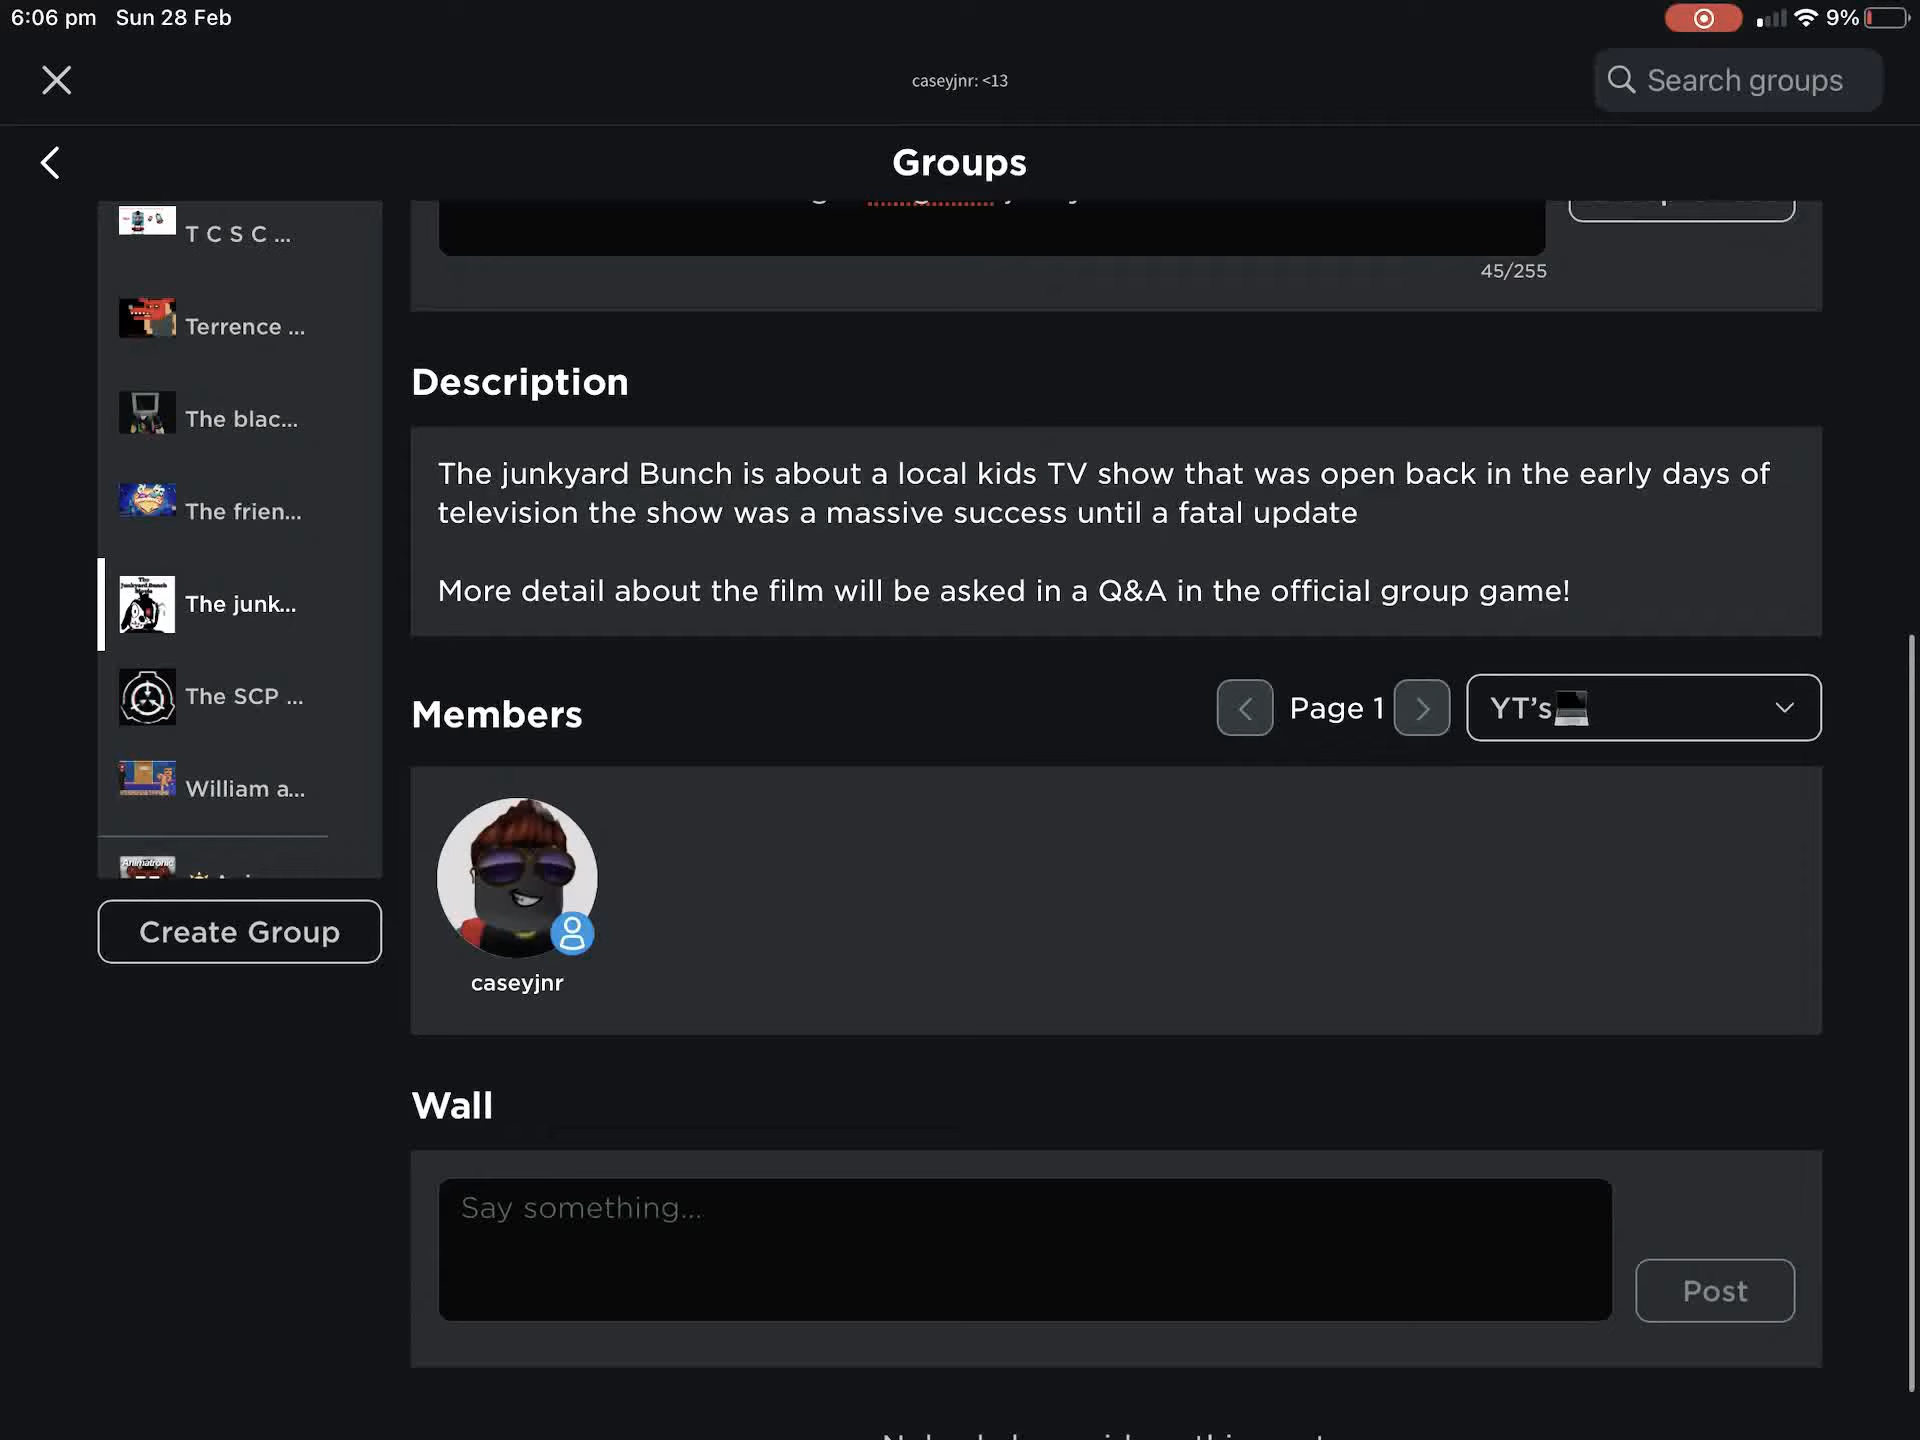 6:06 pm Sun 28 Feb
9%
caseyjnr: <13
Search groups
Groups
T C S C ...
Terrence ...
The blac...
The frien...
The junk...
The SCP ...
William a...
Animatronic
Create Group
45/255
Description
The junkyard Bunch is about a local kids TV show that was open back in the early days of
television the show was a massive success until a fatal update
More detail about the film will be asked in a Q&A in the official group game!
Members
Page 1
YT’s💻
caseyjnr
Wall
Say something...
Post